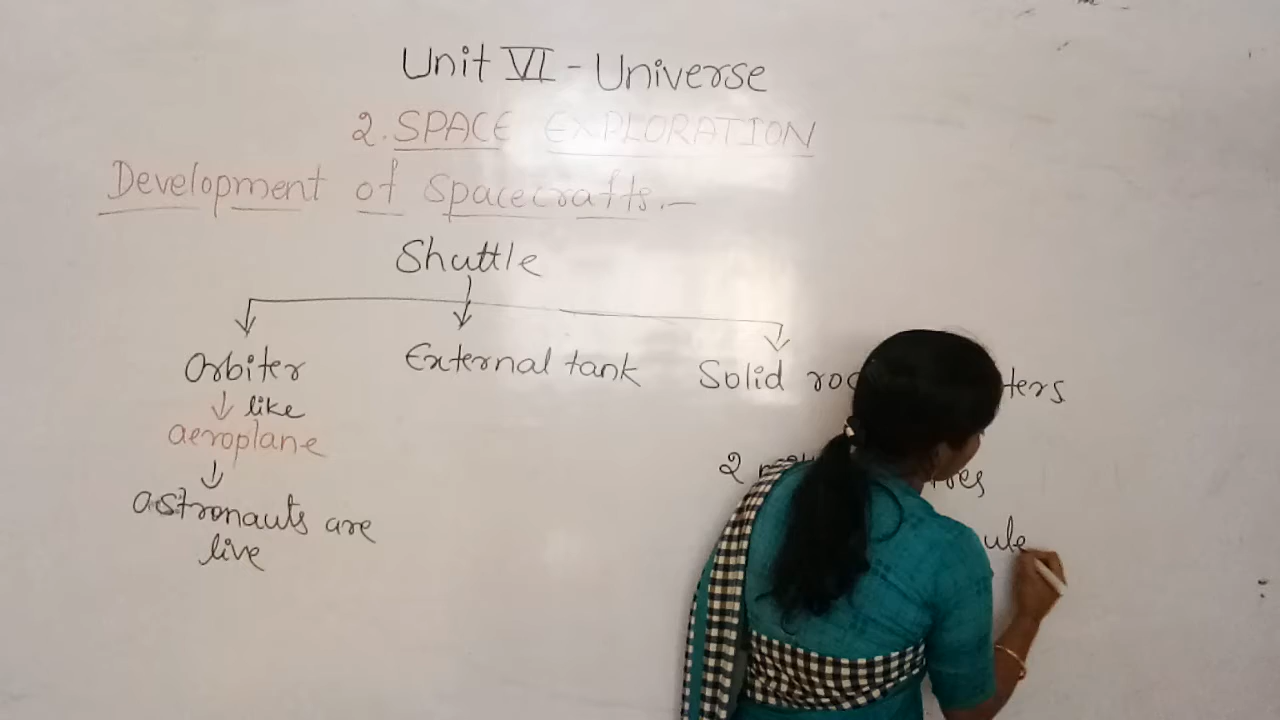 Unit VI - Universe
2. SPACE EXPLORATION
Development of Spacecrafts.-
Shuttle
Orbiter
External tank
Solid
like
aeroplane
astronauts are
live
2